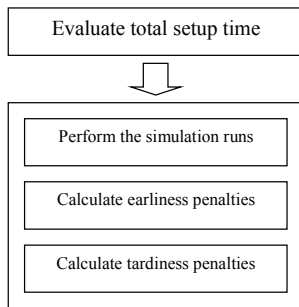 Evaluate total setup time
Perform the simulation runs
Calculate earliness penalties
Calculate tardiness penalties